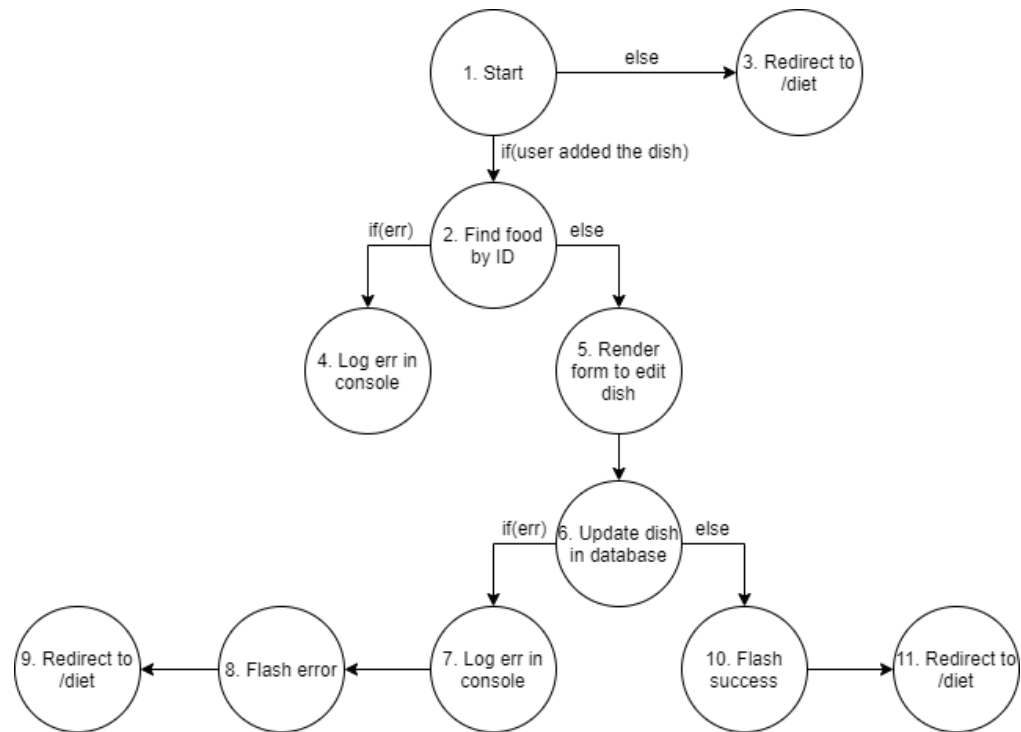 1. Start
else
3. Redirect to
/diet
if(user added the dish)
if(err)
2. Find food
by ID
else
4. Log err in
console
5. Render
form to edit
dish
if(err)
6. Update dish
in database
else
9. Redirect to
/diet
8. Flash error
7. Log err in
console
10. Flash
success
11. Redirect to
/diet